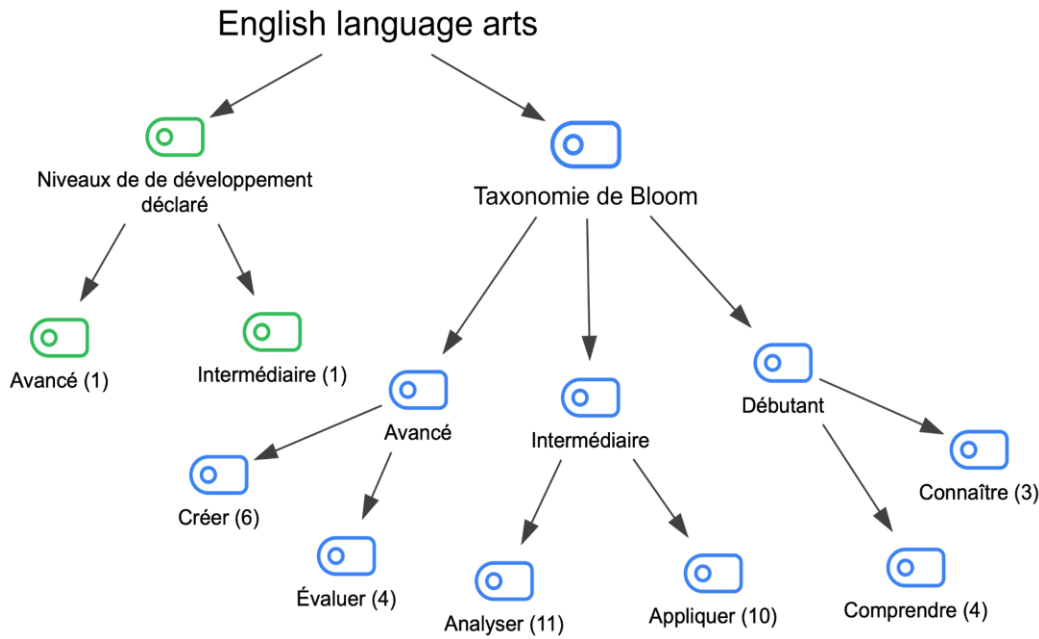 English language arts
Niveaux de de développement
déclaré
Taxonomie de Bloom
Avancé (1)
Intermédiaire (1)
Avancé
Intermédiaire
Débutant
Créer (6)
Évaluer (4)
Analyser (11)
Appliquer (10)
Comprendre (4)
Connaître (3)